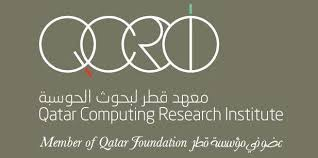 QCRI
معهد قطر لبحوث الحوسبة
Qatar Computing Research Institute
Member of Qatar Foundation عضو في مؤسسة قطر